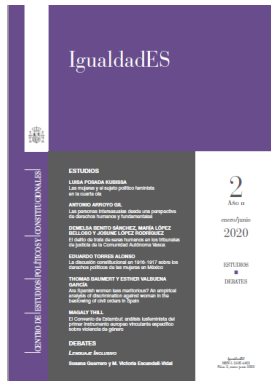 IgualdadES
CENTRO DE ESTUDIOS POLÍTICOS Y CONSTITUCIONALES
ESTUDIOS
LUISA POSADA KUBISSA
Las mujeres y el sujeto político feminista
en la cuarta ola
ANTONIO ARROYO GIL
Las personas intersexuales desde una perspectiva
de derechos humanos y fundamentales
DEMELSA BENITO SÁNCHEZ, MARÍA LÓPEZ
BELLOSO Y JOSUNE LÓPEZ RODRÍGUEZ
El delito de trata de seres humanos en los tribunales
de justicia de la Comunidad Autónoma Vasca
EDUARDO TORRES ALONSO
La discusión constitucional en 1916-1917 sobre los
derechos políticos de las mujeres en México
THOMAS BAUMERT Y ESTHER VALBUENA
GARCÍA
Are Spanish women less meritorious? An empirical
analysis of discrimination against women in the
bestowing of civil orders in Spain
MAGALY THILL
El Convenio de Estambul: análisis iusfeminista del
primer instrumento europeo vinculante específico
sobre violencia de género
DEBATES
LENGUAJE INCLUSIVO
Susana Guerrero y M. Victoria Escandell-Vidal
2
Año II
enero/junio
2020
ESTUDIOS
DEBATES
IgualdadES